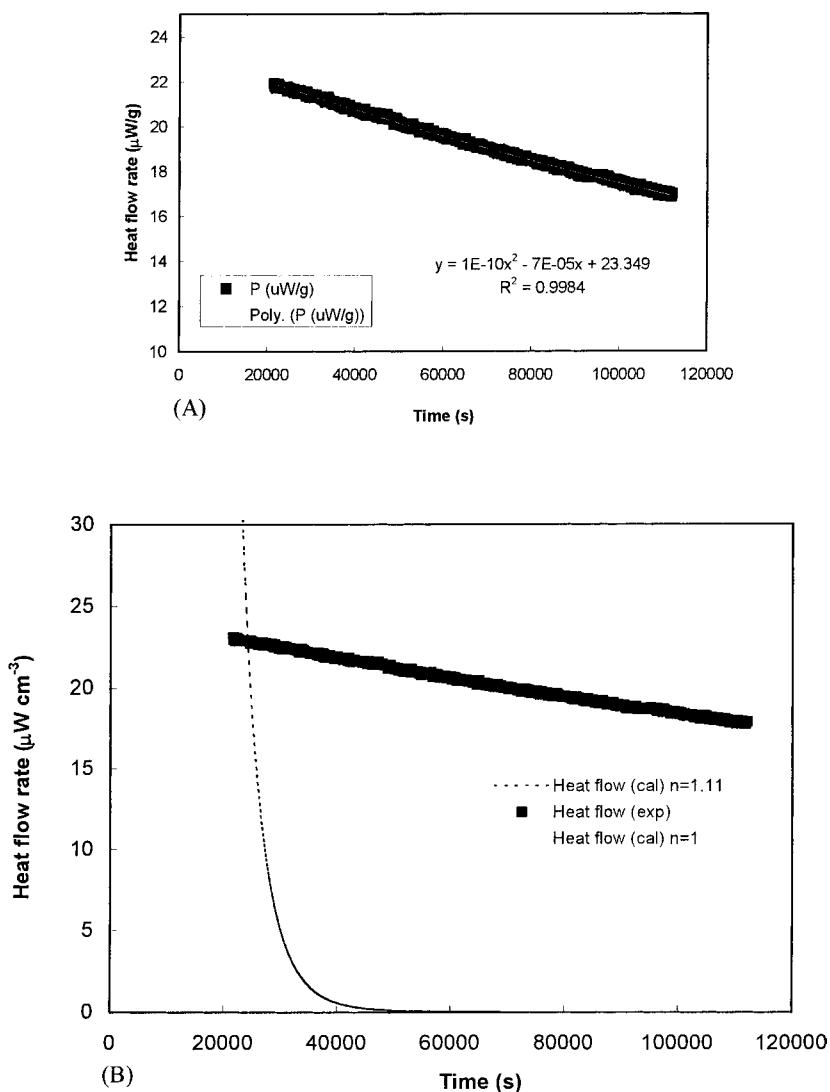 24
22
20
18
16
14
12
10
Heat flow rate (μW/g)
y = 1E-10x² - 7E-05x + 23.349
R² = 0.9984
P (uW/g)
Poly. (P (uW/g))
0 20000 40000 60000 80000 100000 120000
(A)
Time (s)
30
25
20
15
10
5
0
Heat flow rate (μW cm⁻³)
Heat flow (cal) n=1.11
Heat flow (exp)
Heat flow (cal) n=1
0 20000 40000 60000 80000 100000 120000
(B)
Time (s)